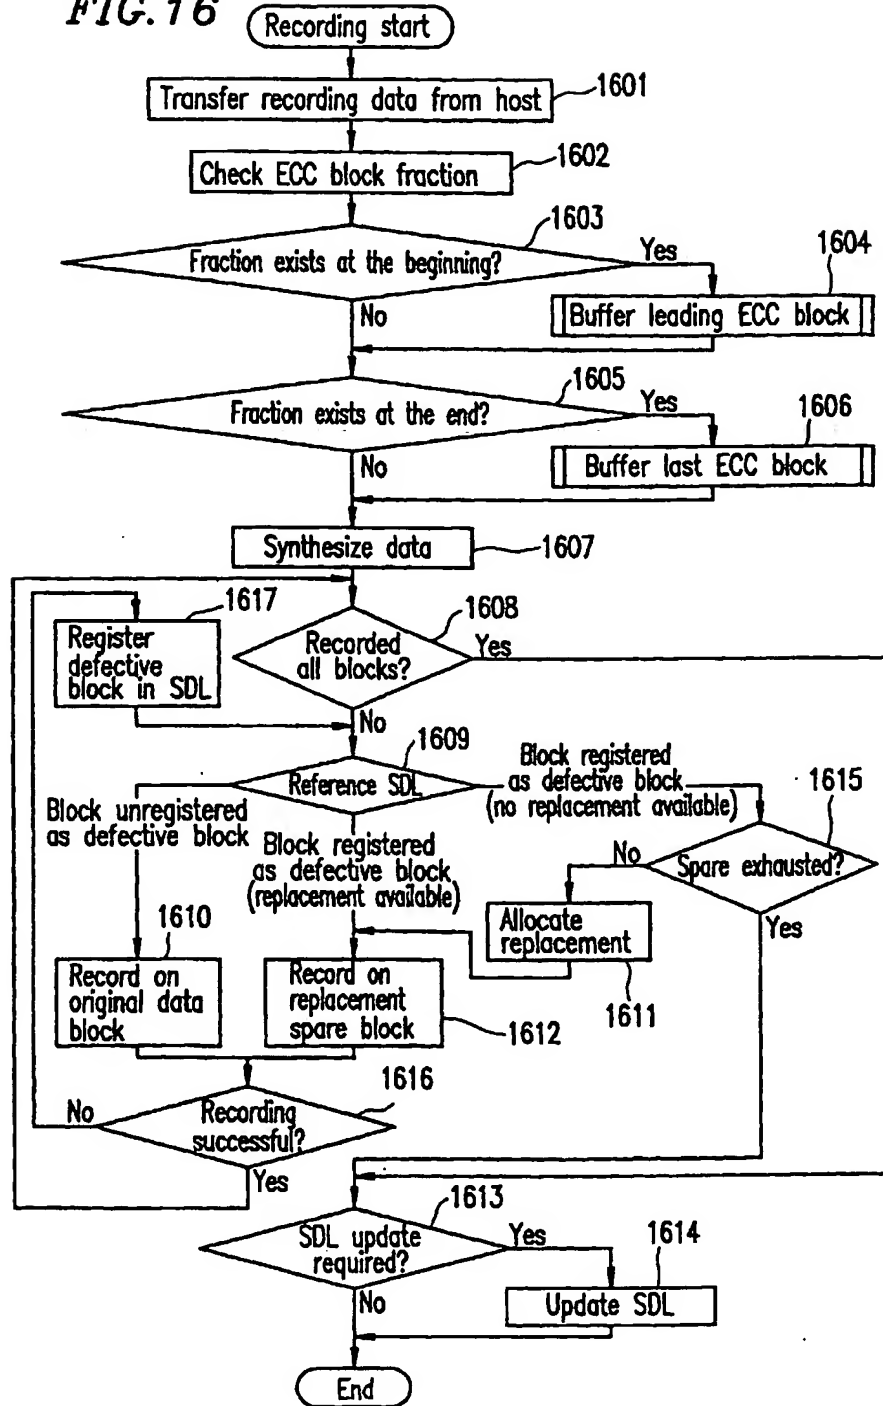 FIG. 16
Recording start
Transfer recording data from host
1601
Check ECC block fraction
1602
1603
Fraction exists at the beginning?
Yes
1604
Buffer leading ECC block
No
1605
Fraction exists at the end?
Yes
1606
Buffer last ECC block
No
Synthesize data
1607
1617
Register
defective
block in SDL
1608
Recorded
all blocks?
Yes
No
1609
Reference SDL
Block registered
as defective block
(no replacement available)
1615
Block unregistered
as defective block
Block registered
as defective block
(replacement available)
No
Spare exhausted?
Yes
1610
Record on
original data
block
Allocate
replacement
1611
Record on
replacement
spare block
1612
1616
No
Recording
successful?
Yes
1613
SDL update
required?
Yes
1614
Update SDL
No
End